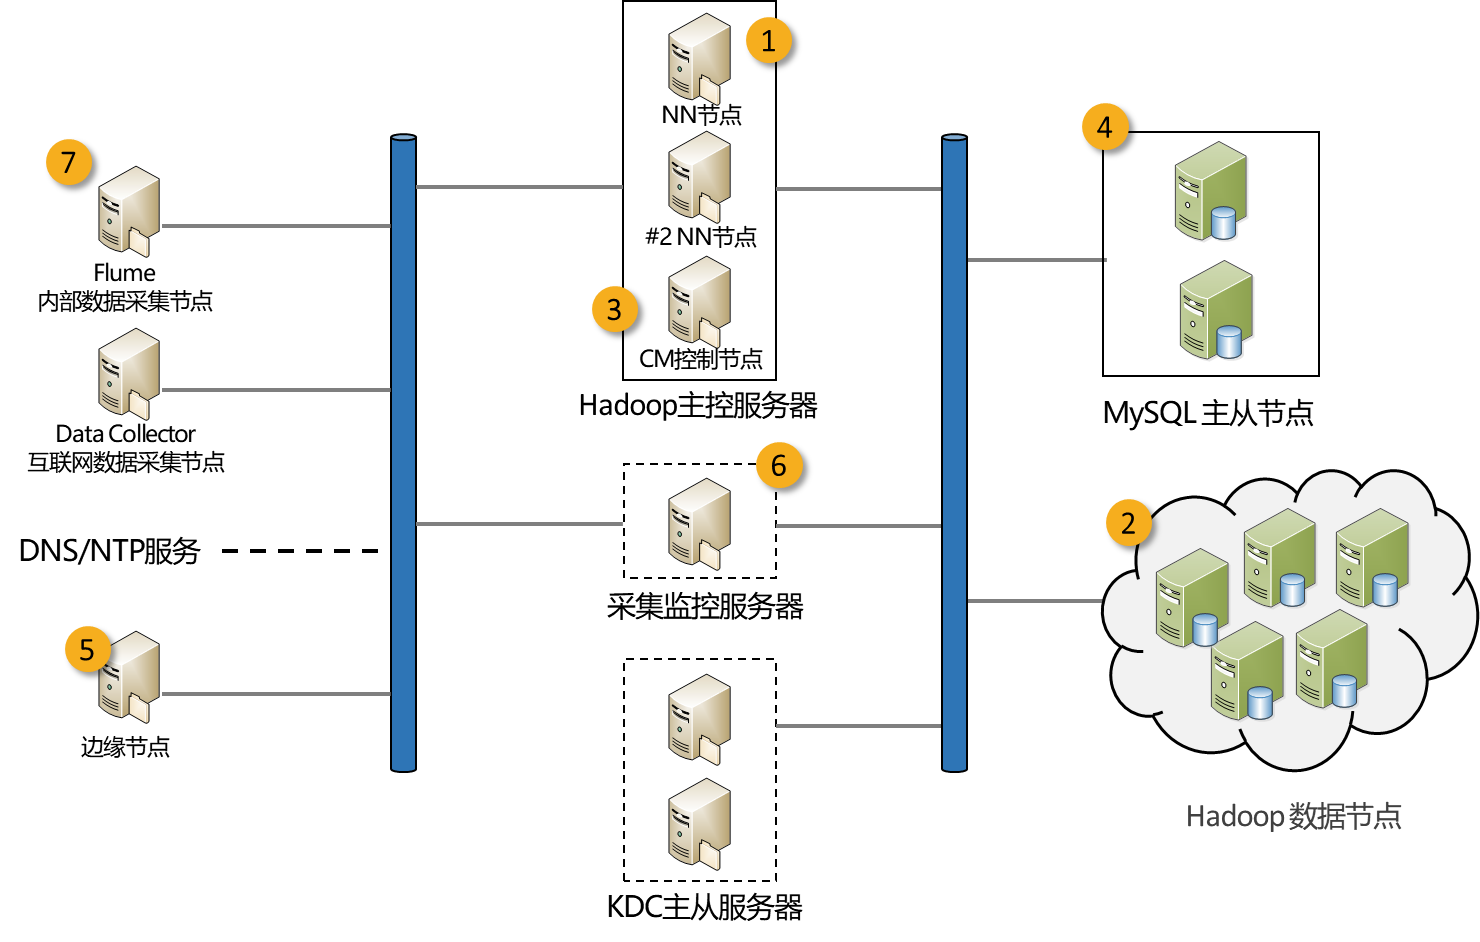 7
Flume
内部数据采集节点
Data Collector
互联网数据采集节点
DNS/NTP服务
5
边缘节点
1
NN节点
#2 NN节点
3
CM控制节点
Hadoop主控服务器
6
采集监控服务器
KDC主从服务器
4
MySQL 主从节点
2
Hadoop 数据节点